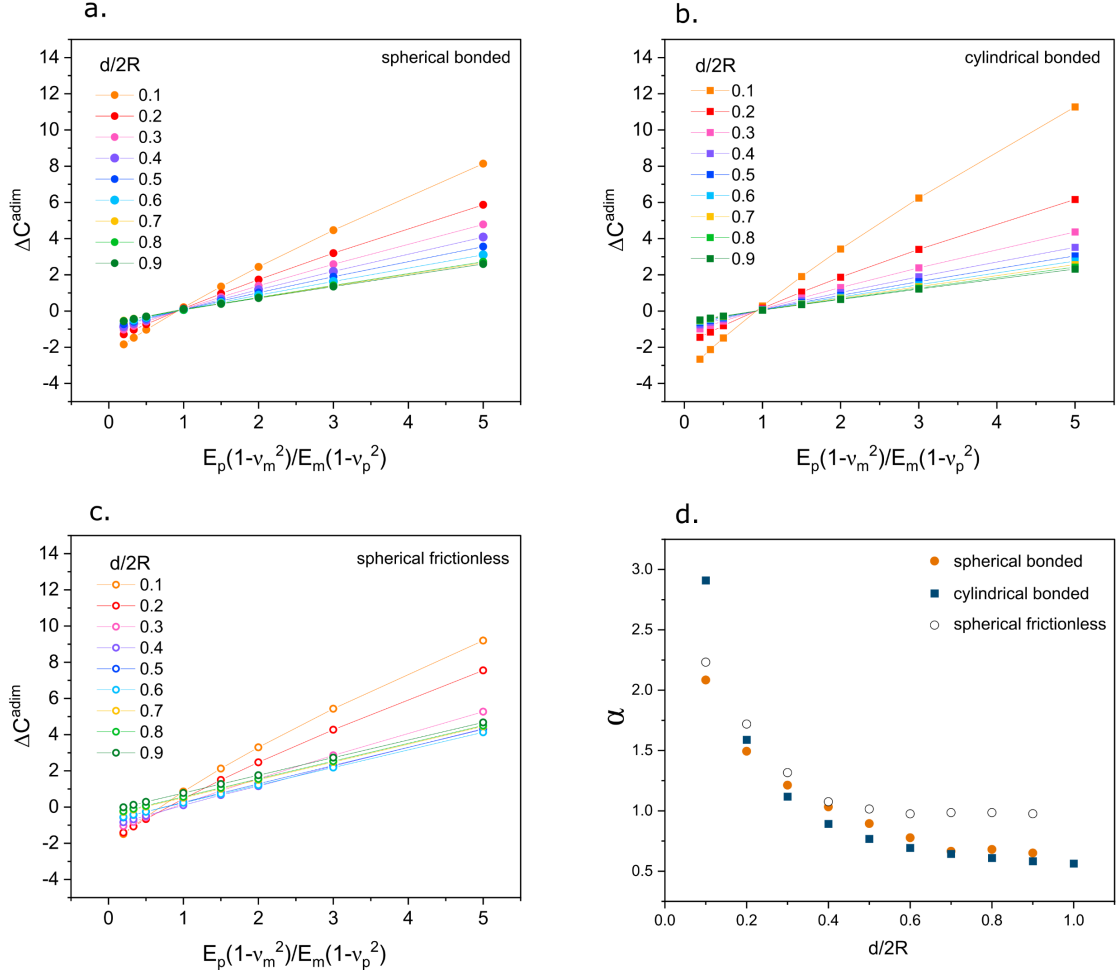 a.
spherical bonded
d/2R
0.1
0.2
0.3
0.4
0.5
0.6
0.7
0.8
0.9
14
12
10
8
6
4
2
0
-2
-4
ΔC^adim
0 1 2 3 4 5
E_p(1-ν_m^2)/E_m(1-ν_p^2)
b.
cylindrical bonded
d/2R
0.1
0.2
0.3
0.4
0.5
0.6
0.7
0.8
0.9
14
12
10
8
6
4
2
0
-2
-4
ΔC^adim
0 1 2 3 4 5
E_p(1-ν_m^2)/E_m(1-ν_p^2)
c.
spherical frictionless
d/2R
0.1
0.2
0.3
0.4
0.5
0.6
0.7
0.8
0.9
14
12
10
8
6
4
2
0
-2
-4
ΔC^adim
0 1 2 3 4 5
E_p(1-ν_m^2)/E_m(1-ν_p^2)
d.
spherical bonded
cylindrical bonded
spherical frictionless
3.0
2.5
2.0
1.5
1.0
0.5
α
0.0 0.2 0.4 0.6 0.8 1.0
d/2R